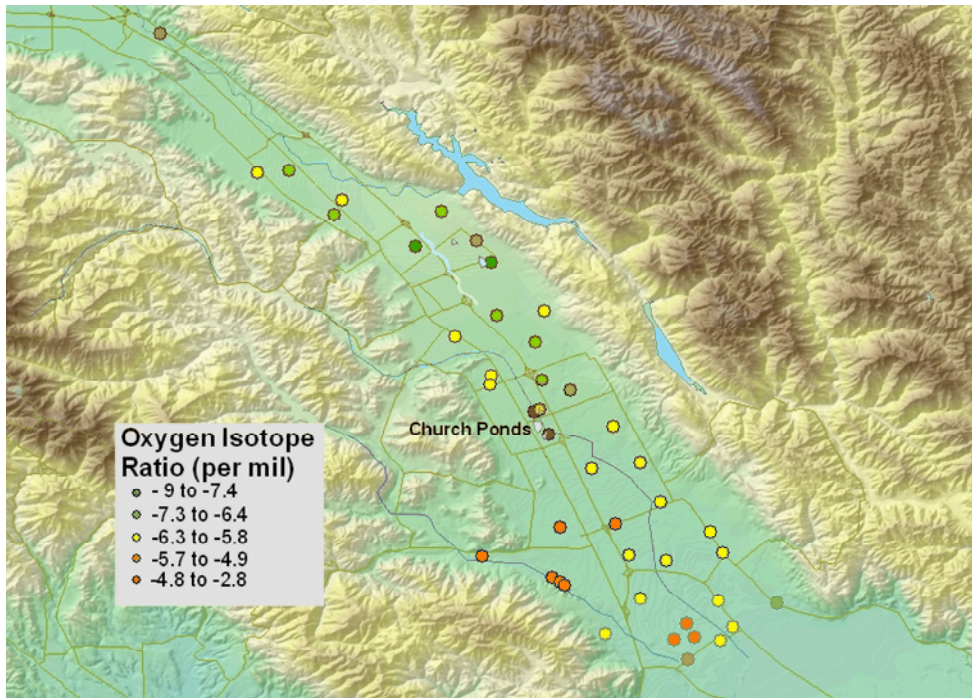 Church Ponds
Oxygen Isotope
Ratio (per mil)
- 9 to -7.4
-7.3 to -6.4
-6.3 to -5.8
-5.7 to -4.9
-4.8 to -2.8